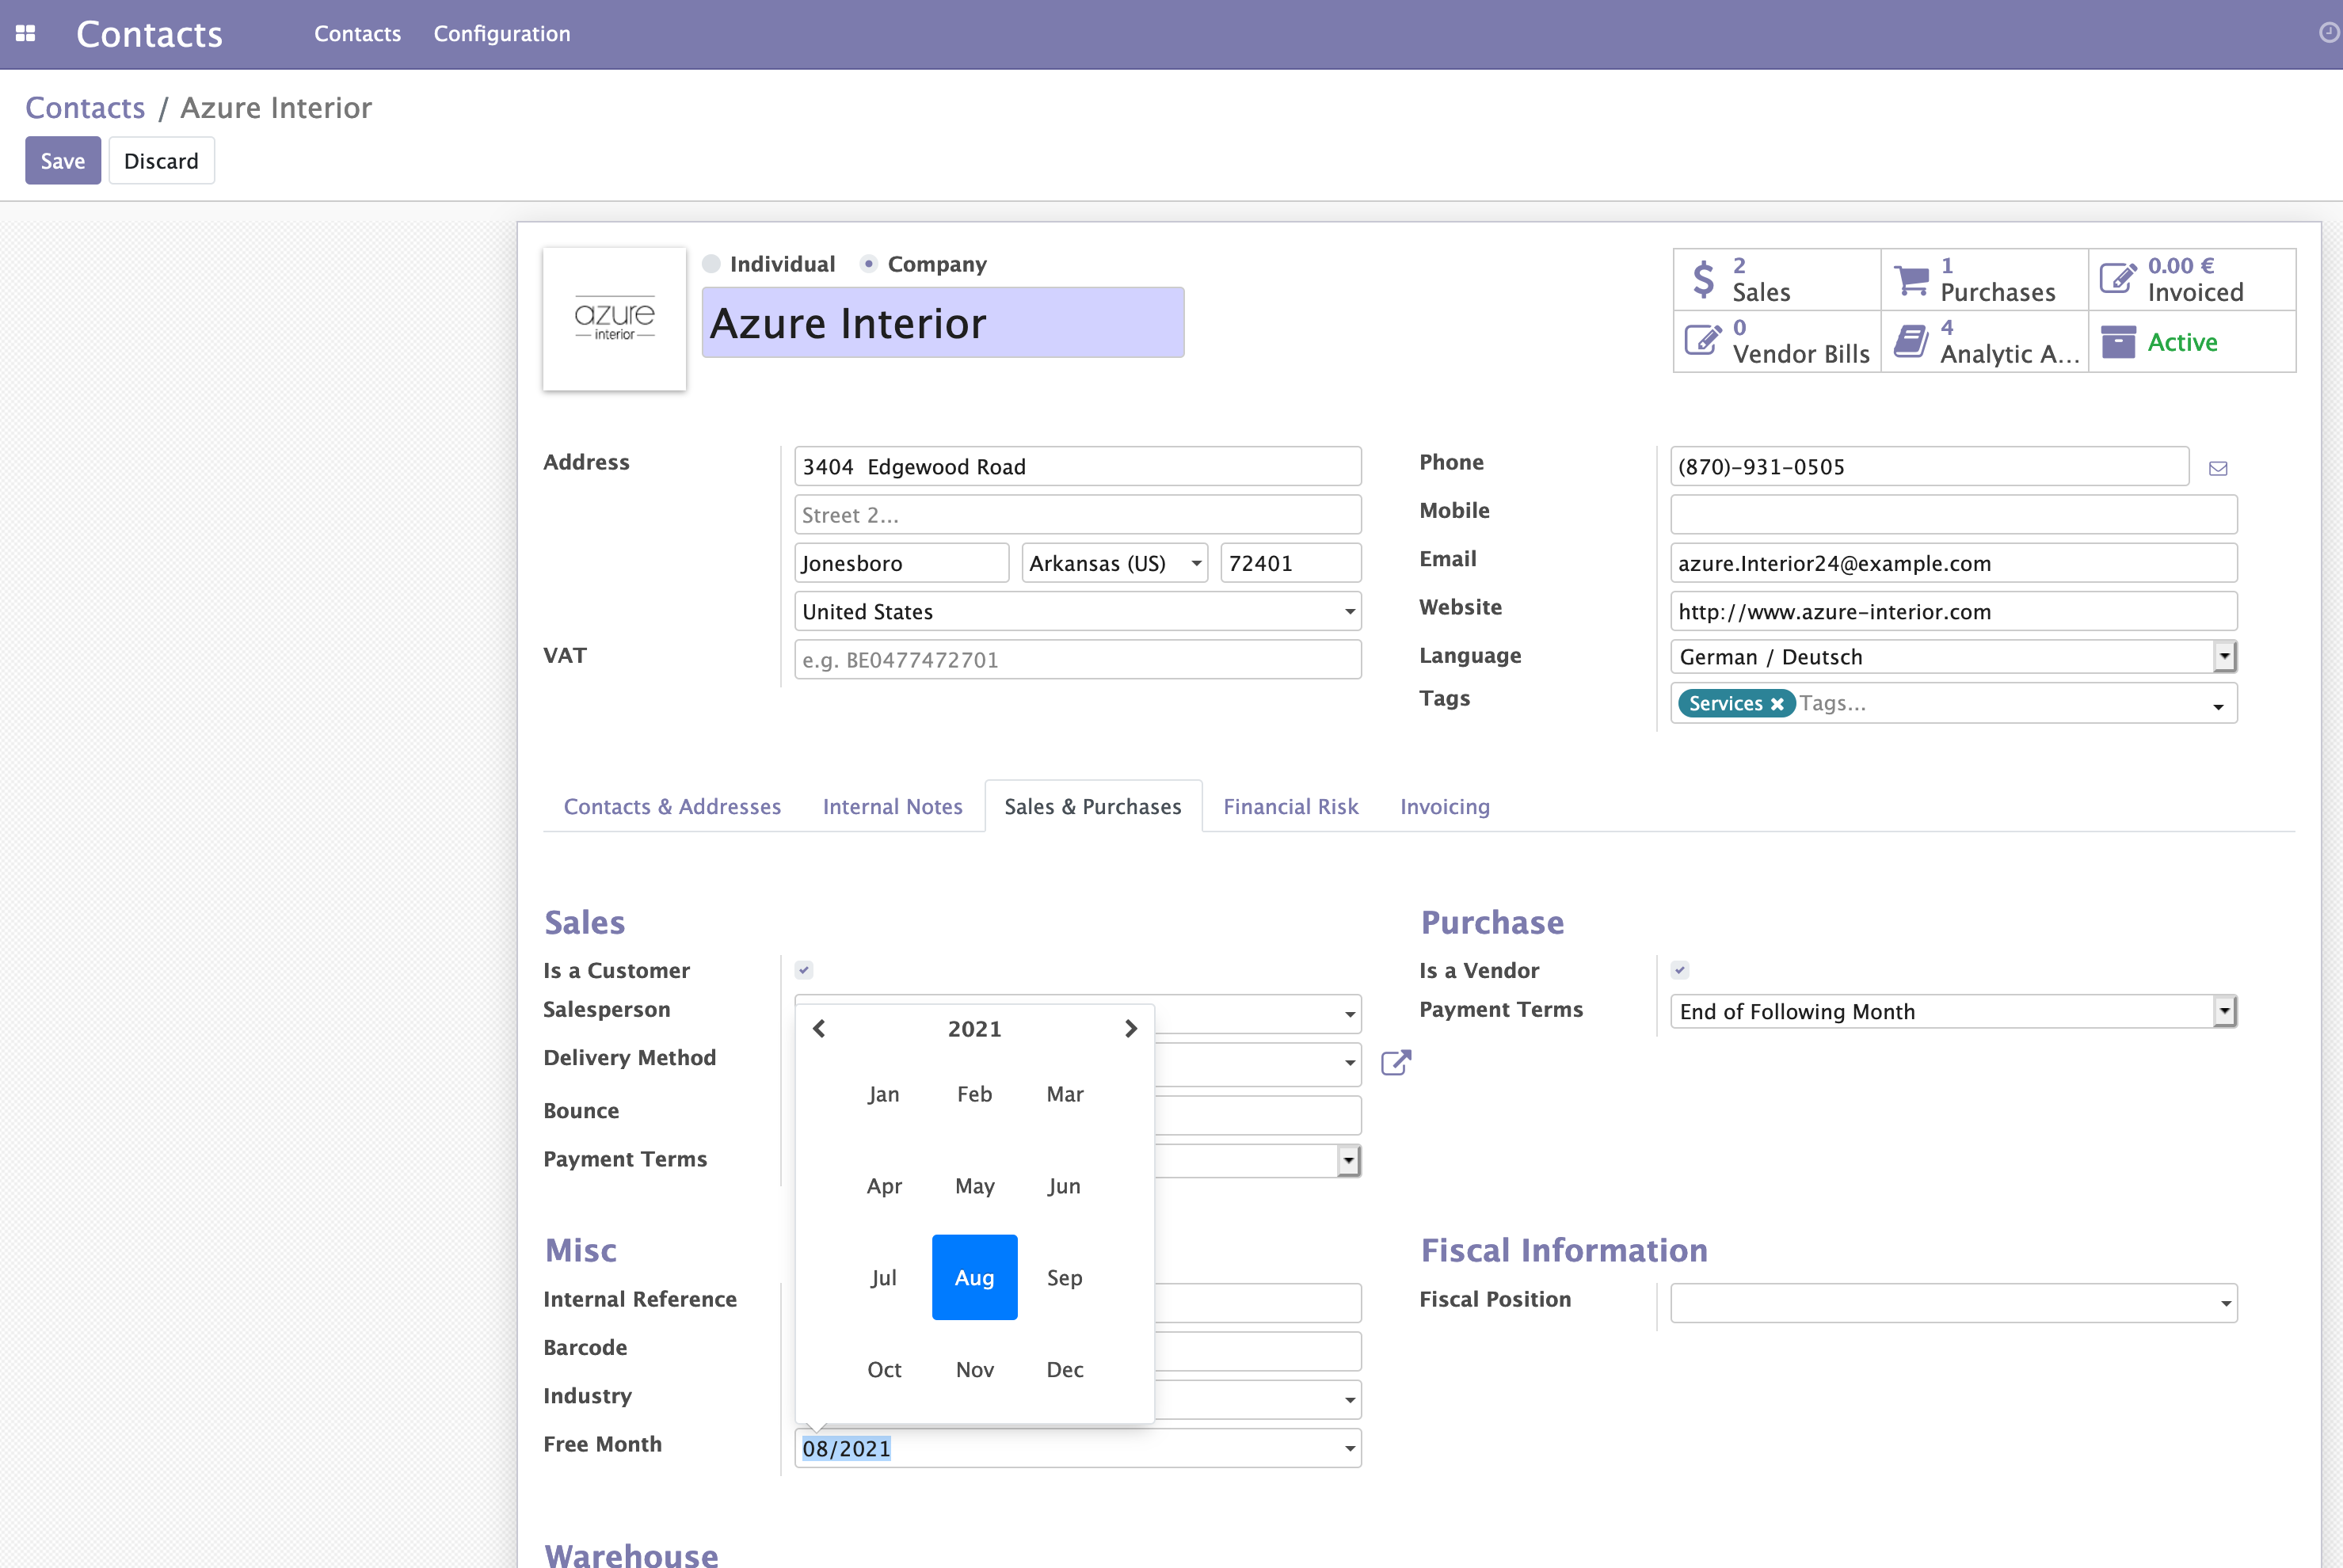 Contacts
Contacts Configuration
Contacts / Azure Interior
Save Discard
azure
interior
Individual Company
Azure Interior
2
Sales
1
Purchases
0.00 €
Invoiced
0
Vendor Bills
4
Analytic A...
Active
Address 3404 Edgewood Road
Street 2...
Jonesboro Arkansas (US) 72401
United States
VAT e.g. BE0477472701
Phone (870)-931-0505
Mobile
Email azure.Interior24@example.com
Website http://www.azure-interior.com
Language German / Deutsch
Tags Services Tags...
Contacts & Addresses Internal Notes Sales & Purchases Financial Risk Invoicing
Sales
Is a Customer
Salesperson
Delivery Method
Bounce
Payment Terms
2021
Jan Feb Mar
Apr May Jun
Jul Aug Sep
Oct Nov Dec
Purchase
Is a Vendor
Payment Terms End of Following Month
Misc
Internal Reference
Barcode
Industry
Free Month 08/2021
Fiscal Information
Fiscal Position
Warehouse